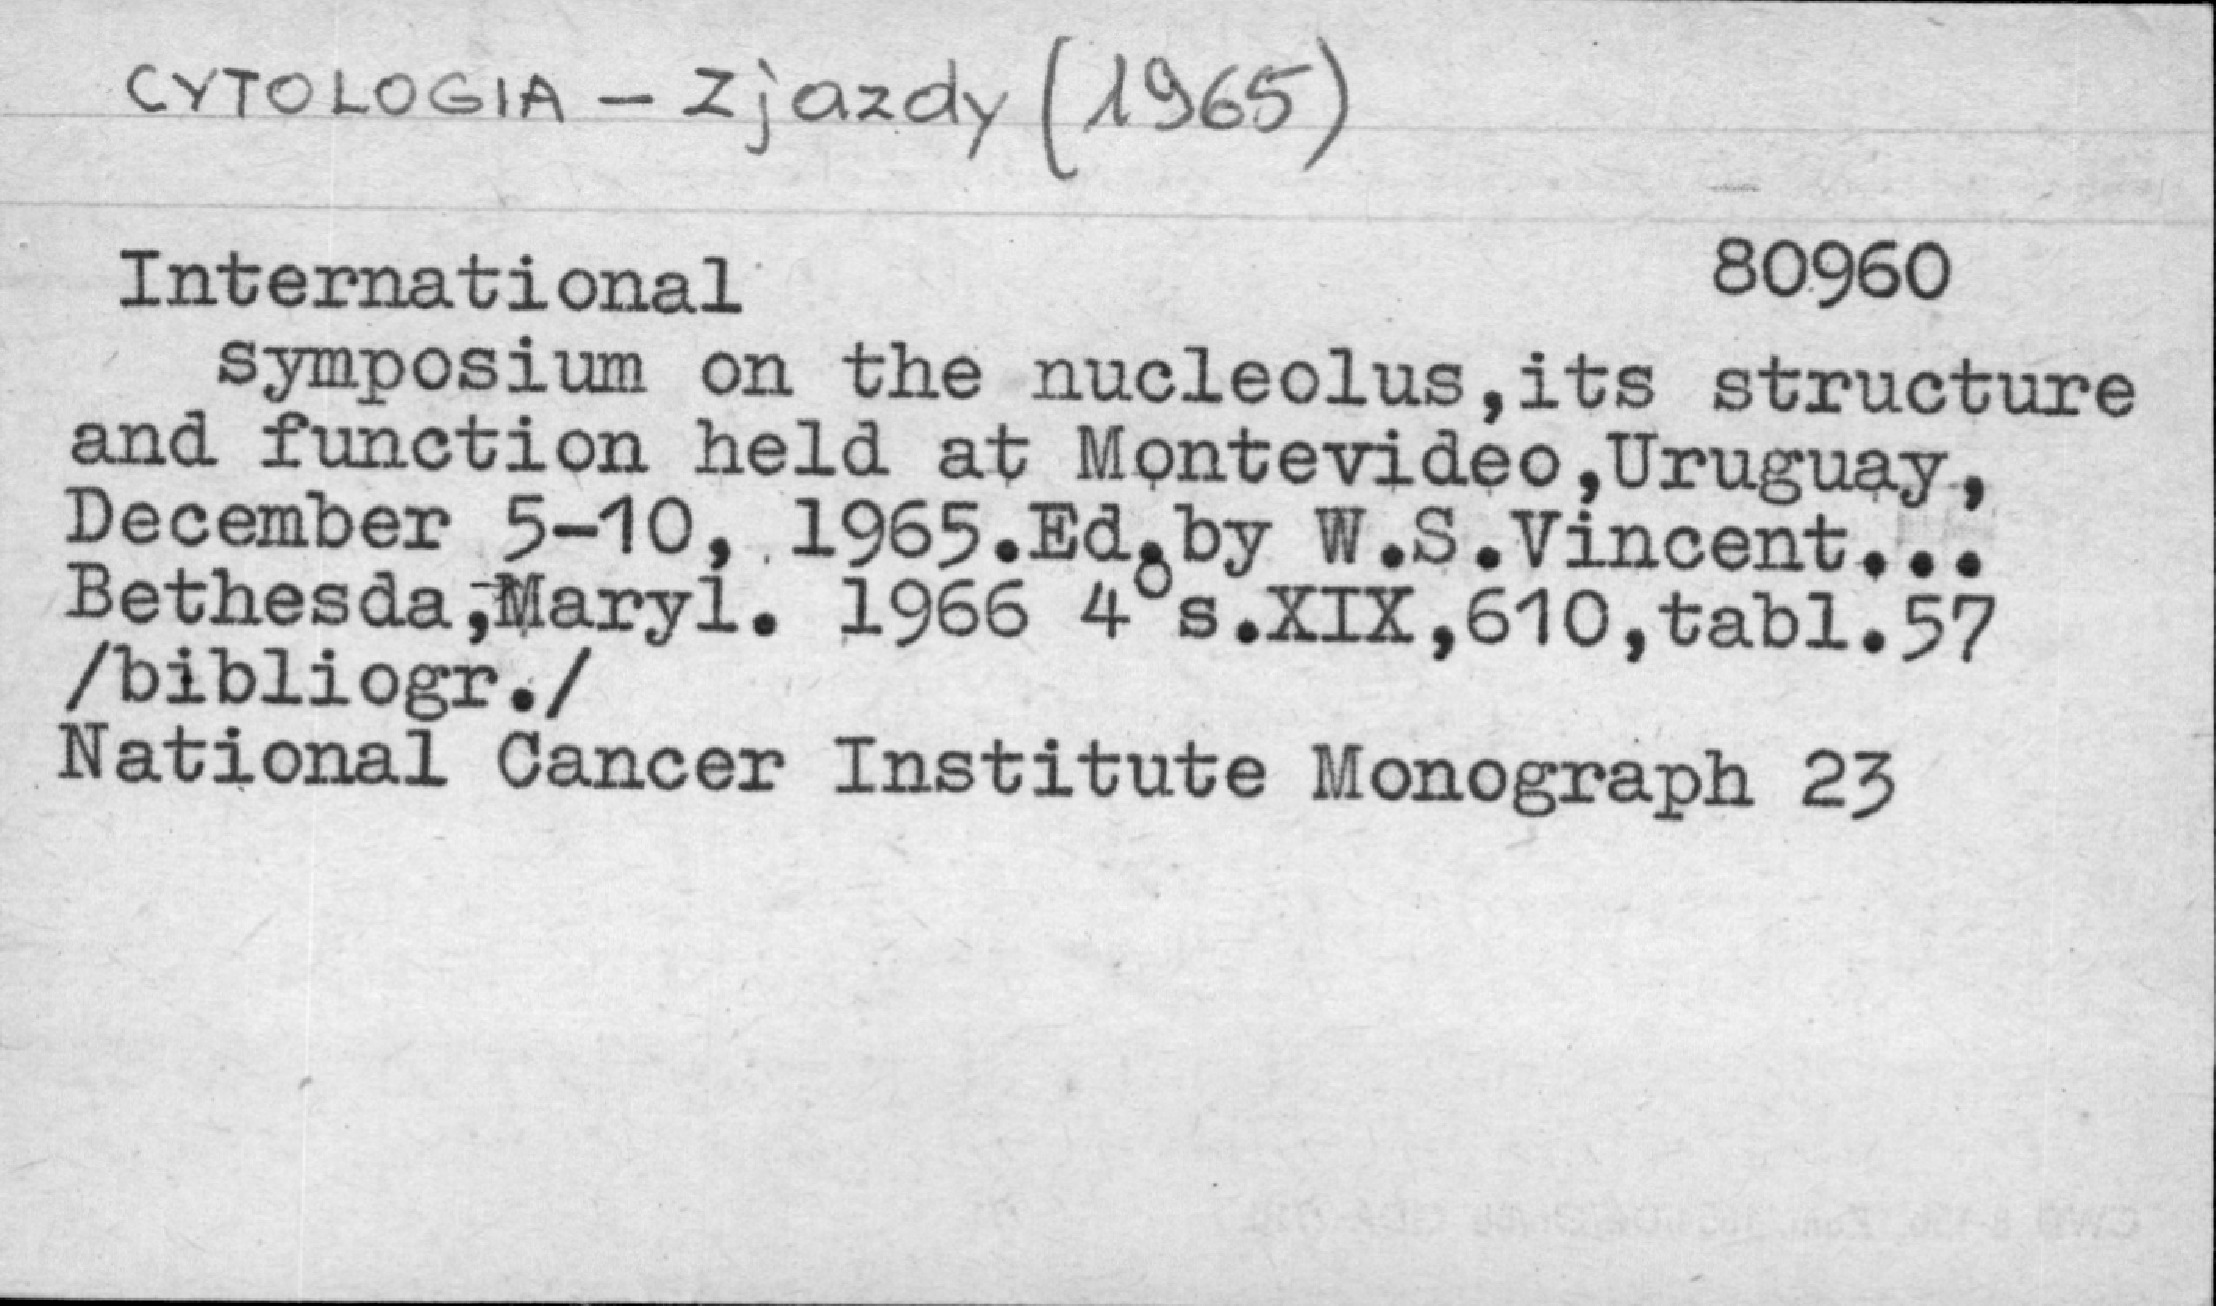 CYTOLOGIA - Zjazdy (1965)
International 80960
symposium on the nucleolus,its structure
and function held at Montevideo,Uruguay,
December 5-10, 1965.Ed.by W.S.Vincent...
Bethesda,Maryl. 1966 4°s.XIX,610,tabl.57
/bibliogr./
National Cancer Institute Monograph 23